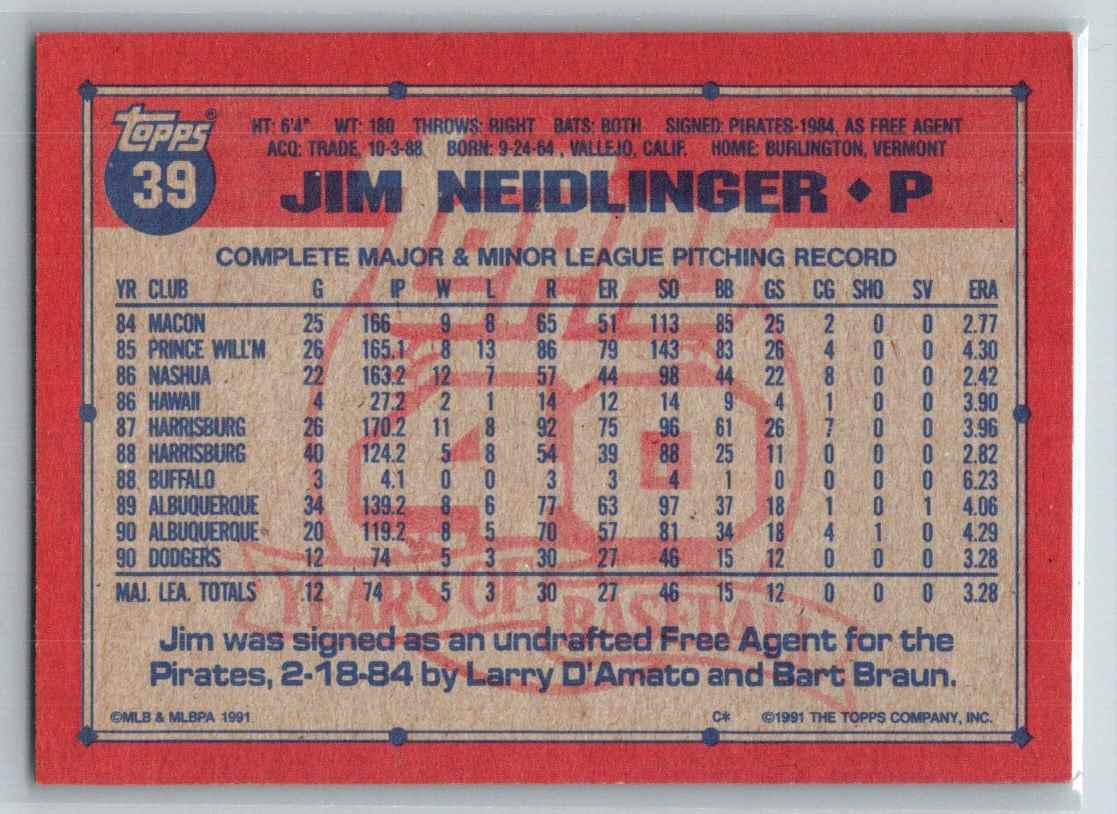 Topps®
39
HT: 6'4" WT: 180 THROWS: RIGHT BATS: BOTH SIGNED: PIRATES-1984, AS FREE AGENT
ACQ: TRADE, 10-3-88 BORN: 9-24-64 , VALLEJO, CALIF. HOME: BURLINGTON, VERMONT
JIM NEIDLINGER ♦ P
COMPLETE MAJOR & MINOR LEAGUE PITCHING RECORD
YR CLUB G IP W L R ER SO BB GS CG SHO SV ERA
84 MACON 25 166 9 8 65 51 113 85 25 2 0 0 2.77
85 PRINCE WILL'M 26 165.1 8 13 86 79 143 83 26 4 0 0 4.30
86 NASHUA 22 163.2 12 7 57 44 98 44 22 8 0 0 2.42
86 HAWAII 4 27.2 2 1 14 12 14 9 4 1 0 0 3.90
87 HARRISBURG 26 170.2 11 8 92 75 96 61 26 7 0 0 3.96
88 HARRISBURG 40 124.2 5 8 54 39 88 25 11 0 0 0 2.82
88 BUFFALO 3 4.1 0 0 3 3 4 1 0 0 0 0 6.23
89 ALBUQUERQUE 34 139.2 8 6 77 63 97 37 18 1 0 1 4.06
90 ALBUQUERQUE 20 119.2 8 5 70 57 81 34 18 4 1 0 4.29
90 DODGERS 12 74 5 3 30 27 46 15 12 0 0 0 3.28
MAJ. LEA. TOTALS 12 74 5 3 30 27 46 15 12 0 0 0 3.28
Topps
40
YEARS OF BASEBALL
Jim was signed as an undrafted Free Agent for the
Pirates, 2-18-84 by Larry D'Amato and Bart Braun.
©MLB & MLBPA 1991 C* ©1991 THE TOPPS COMPANY, INC.